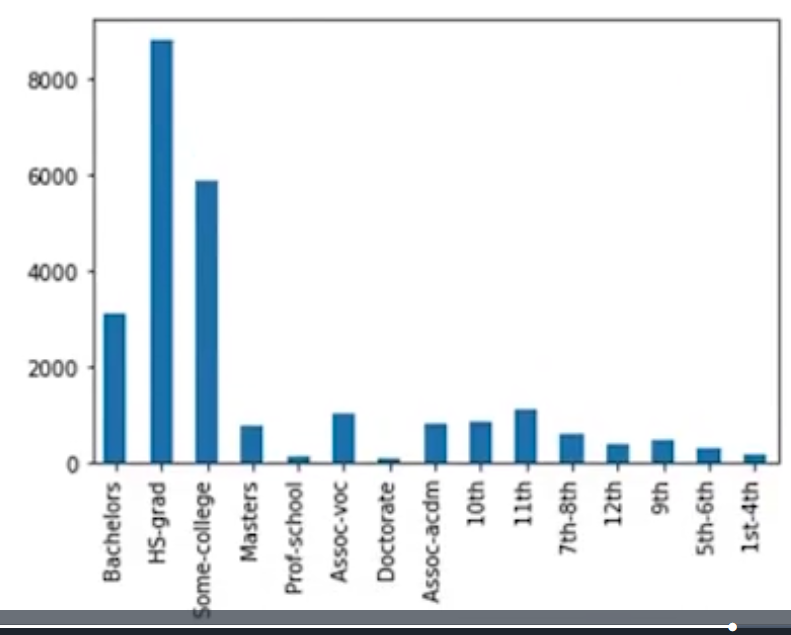 8000
6000
4000
2000
0
Bachelors
HS-grad
Some-college
Masters
Prof-school
Assoc-voc
Doctorate
Assoc-acdm
10th
11th
7th-8th
12th
9th
5th-6th
1st-4th